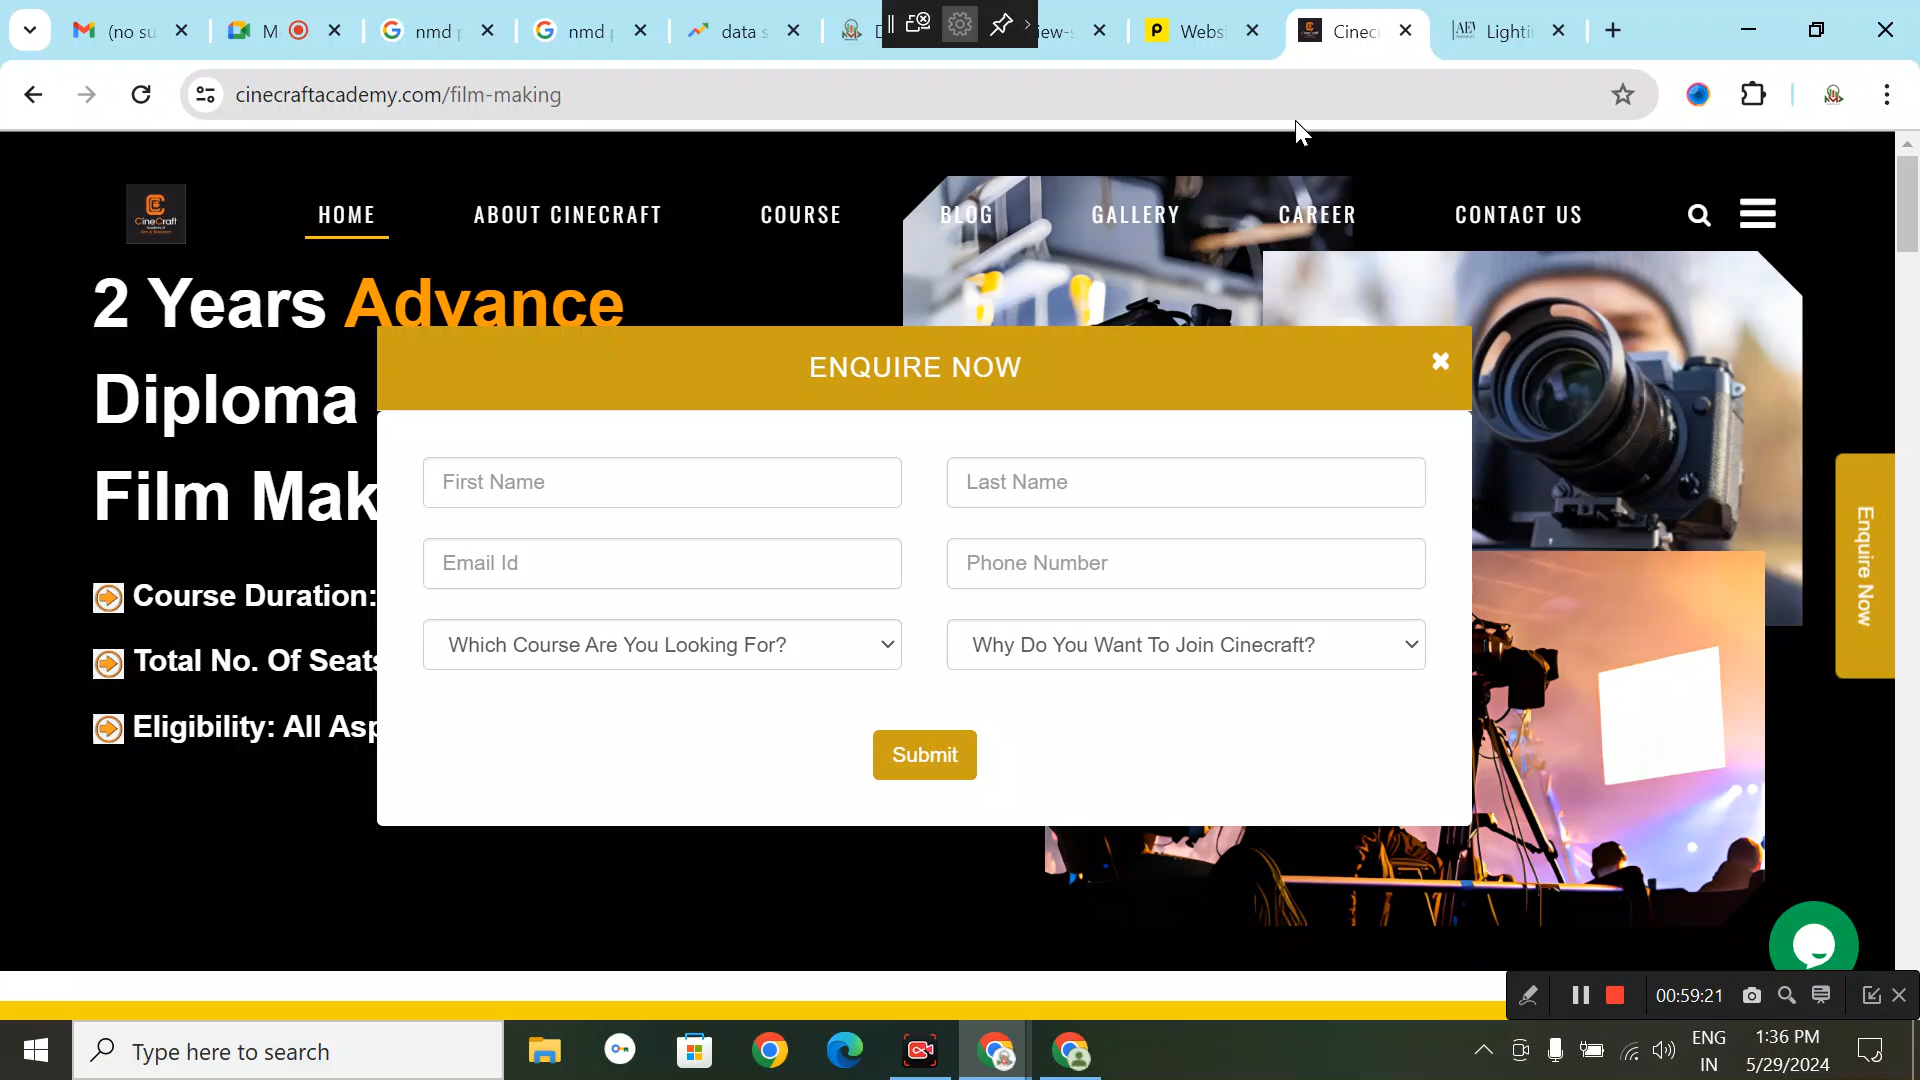 (no su
M
nmd
nmd
data s
D
iew-s
Webs
Cinec
Lighti
cinecraftacademy.com/film-making
CineCraft
HOME
ABOUT CINECRAFT
COURSE
BLOG
GALLERY
CAREER
CONTACT US
2 Years Advance
Diploma
Film Mak
Course Duration:
Total No. Of Seats
Eligibility: All Asp
ENQUIRE NOW
First Name
Last Name
Email Id
Phone Number
Which Course Are You Looking For?
Why Do You Want To Join Cinecraft?
Submit
Enquire Now
00:59:21
Type here to search
ENG
IN
1:36 PM
5/29/2024